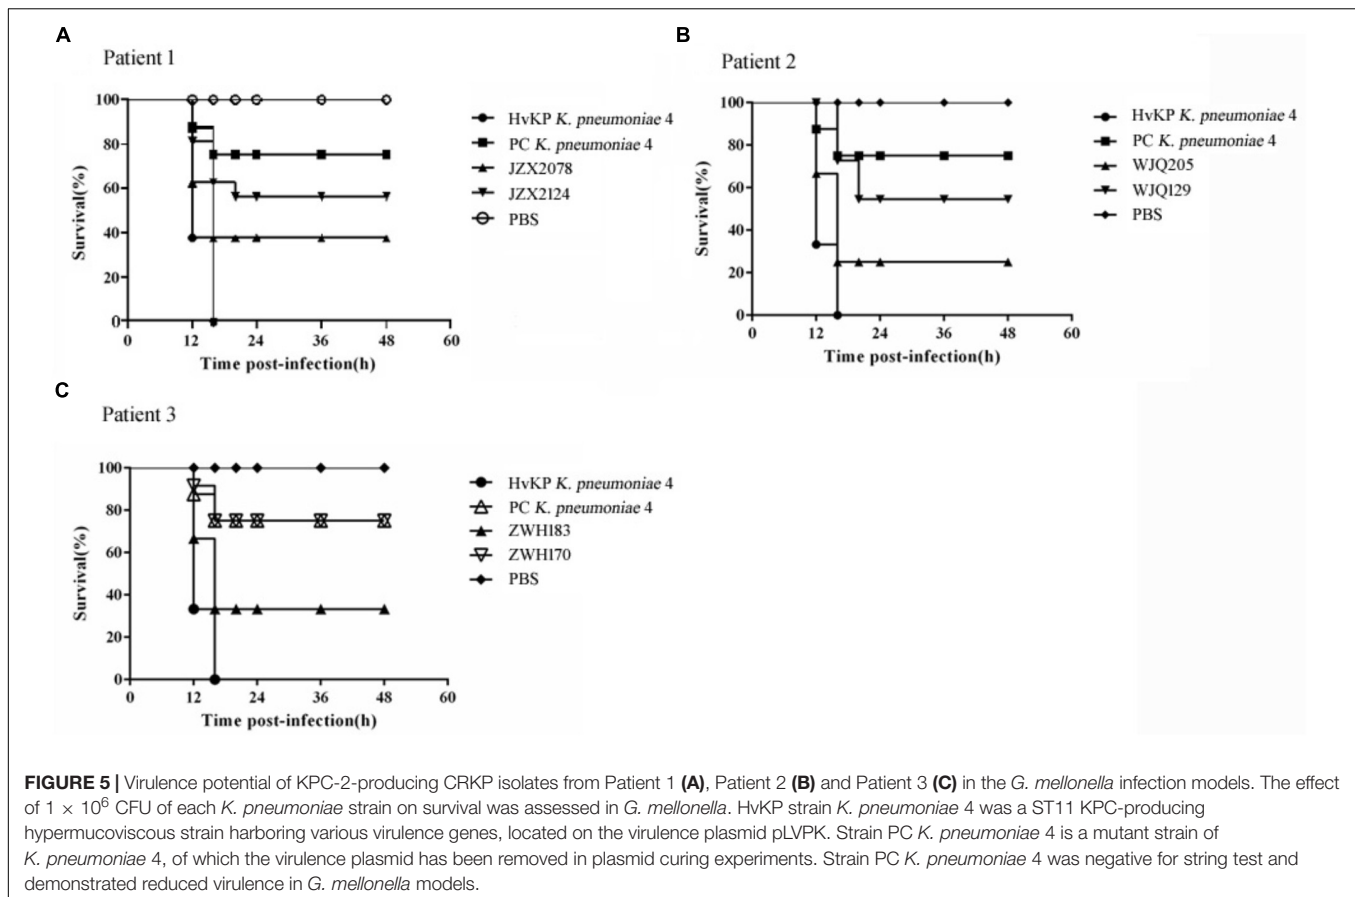 A
Patient 1
100
80
60
40
20
0
0 12 24 36 48 60
Survival(%)
Time post-infection(h)
HvKP K. pneumoniae 4
PC K. pneumoniae 4
JZX2078
JZX2124
PBS
B
Patient 2
100
80
60
40
20
0
0 12 24 36 48 60
Survival(%)
Time post-infection(h)
HvKP K. pneumoniae 4
PC K. pneumoniae 4
WJQ205
WJQ129
PBS
C
Patient 3
100
80
60
40
20
0
0 12 24 36 48 60
Survival(%)
Time post-infection(h)
HvKP K. pneumoniae 4
PC K. pneumoniae 4
ZWH183
ZWH170
PBS
FIGURE 5 | Virulence potential of KPC-2-producing CRKP isolates from Patient 1 (A), Patient 2 (B) and Patient 3 (C) in the G. mellonella infection models. The effect
of 1 × 10⁶ CFU of each K. pneumoniae strain on survival was assessed in G. mellonella. HvKP strain K. pneumoniae 4 was a ST11 KPC-producing
hypermucoviscous strain harboring various virulence genes, located on the virulence plasmid pLVPK. Strain PC K. pneumoniae 4 is a mutant strain of
K. pneumoniae 4, of which the virulence plasmid has been removed in plasmid curing experiments. Strain PC K. pneumoniae 4 was negative for string test and
demonstrated reduced virulence in G. mellonella models.